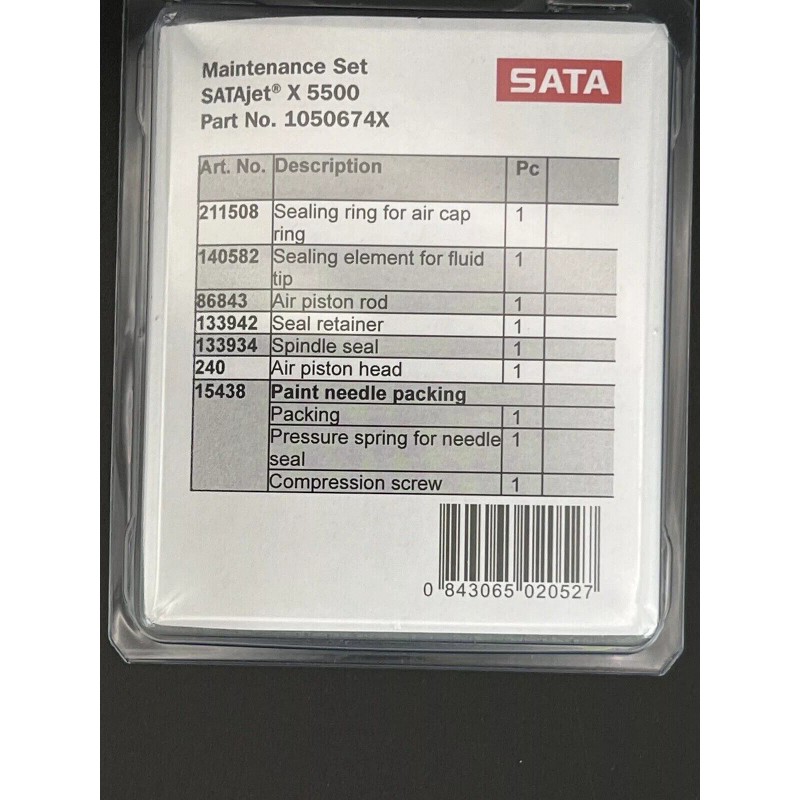 Maintenance Set
SATAjet® X 5500
Part No. 1050674X
SATA
Art. No. Description Pc
211508 Sealing ring for air cap 1
ring
140582 Sealing element for fluid 1
tip
86843 Air piston rod 1
133942 Seal retainer 1
133934 Spindle seal 1
240 Air piston head 1
15438 Paint needle packing
Packing 1
Pressure spring for needle 1
seal
Compression screw 1
0 843065 020527